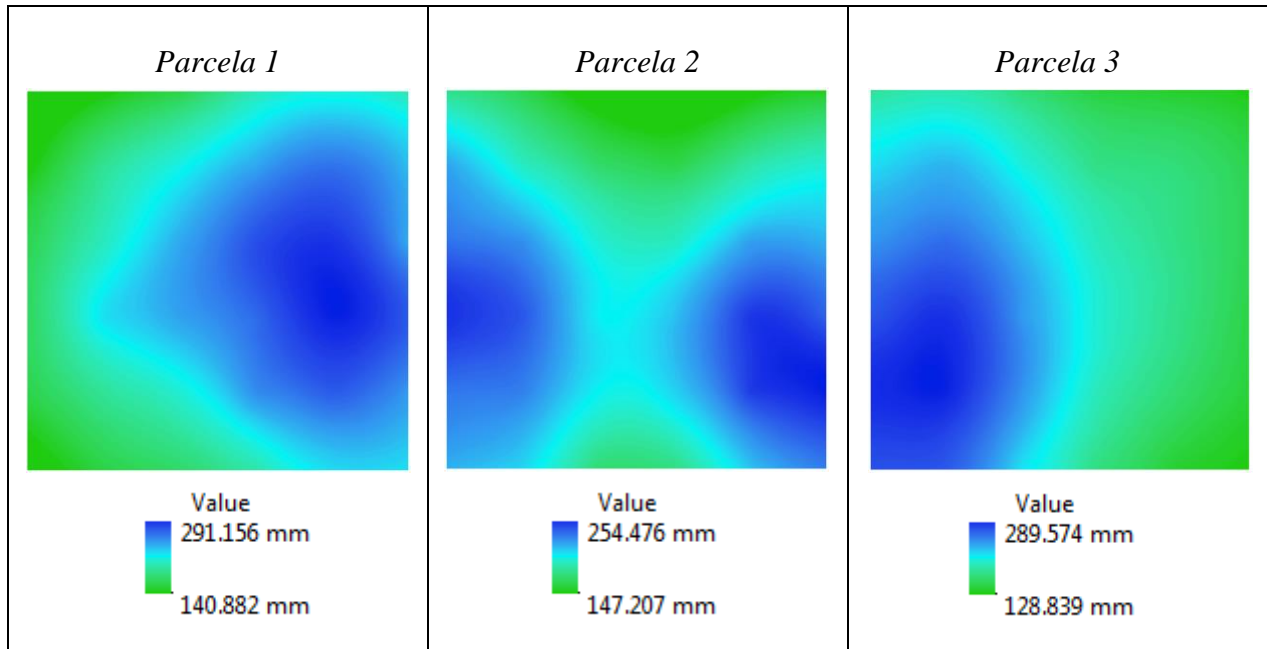 Parcela 1
Value
291.156 mm
140.882 mm
Parcela 2
Value
254.476 mm
147.207 mm
Parcela 3
Value
289.574 mm
128.839 mm